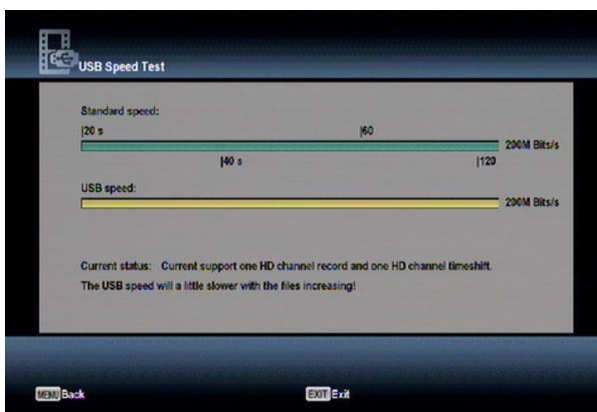 USB Speed Test
Standard speed:
|20 s |60
200M Bits/s
|40 s |120
USB speed:
200M Bits/s
Current status: Current support one HD channel record and one HD channel timeshift.
The USB speed will a little slower with the files increasing!
MENU Back EXIT Exit